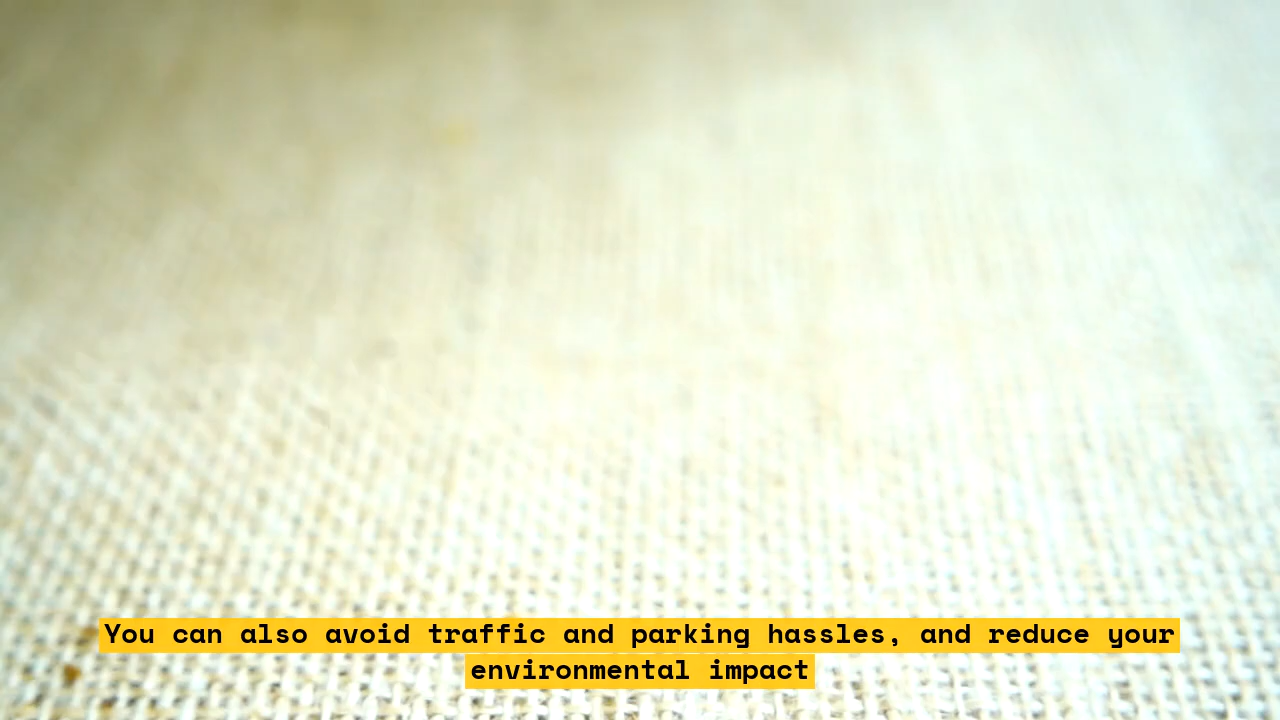 You can also avoid traffic and parking hassles, and reduce your
environmental impact